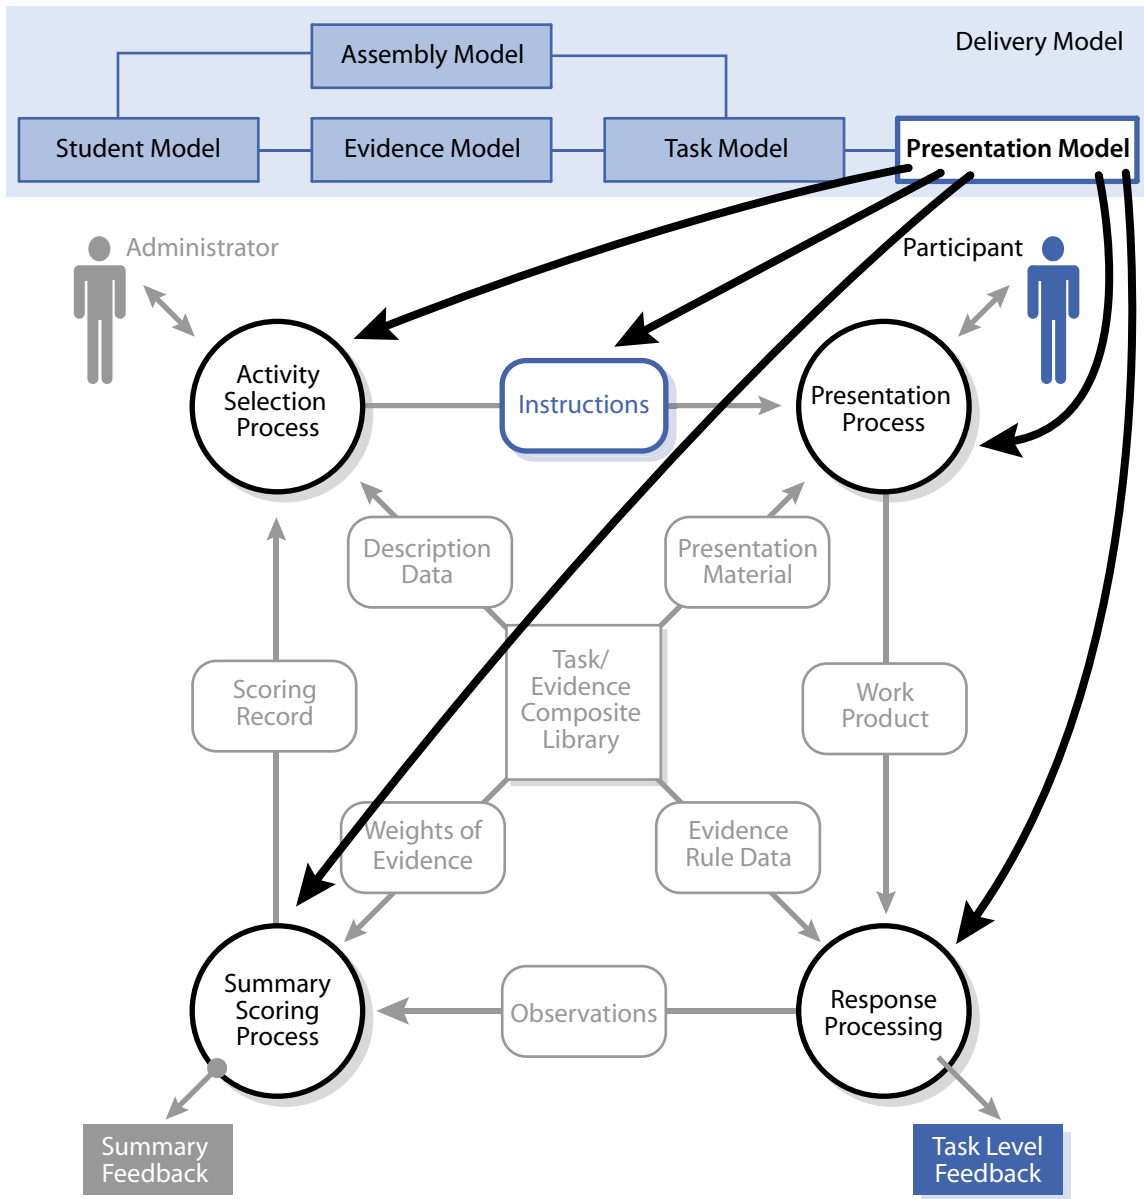 Delivery Model
Assembly Model
Student Model
Evidence Model
Task Model
Presentation Model
Administrator
Participant
Activity
Selection
Process
Instructions
Presentation
Process
Description
Data
Presentation
Material
Scoring
Record
Task/
Evidence
Composite
Library
Work
Product
Weights of
Evidence
Evidence
Rule Data
Summary
Scoring
Process
Observations
Response
Processing
Summary
Feedback
Task Level
Feedback